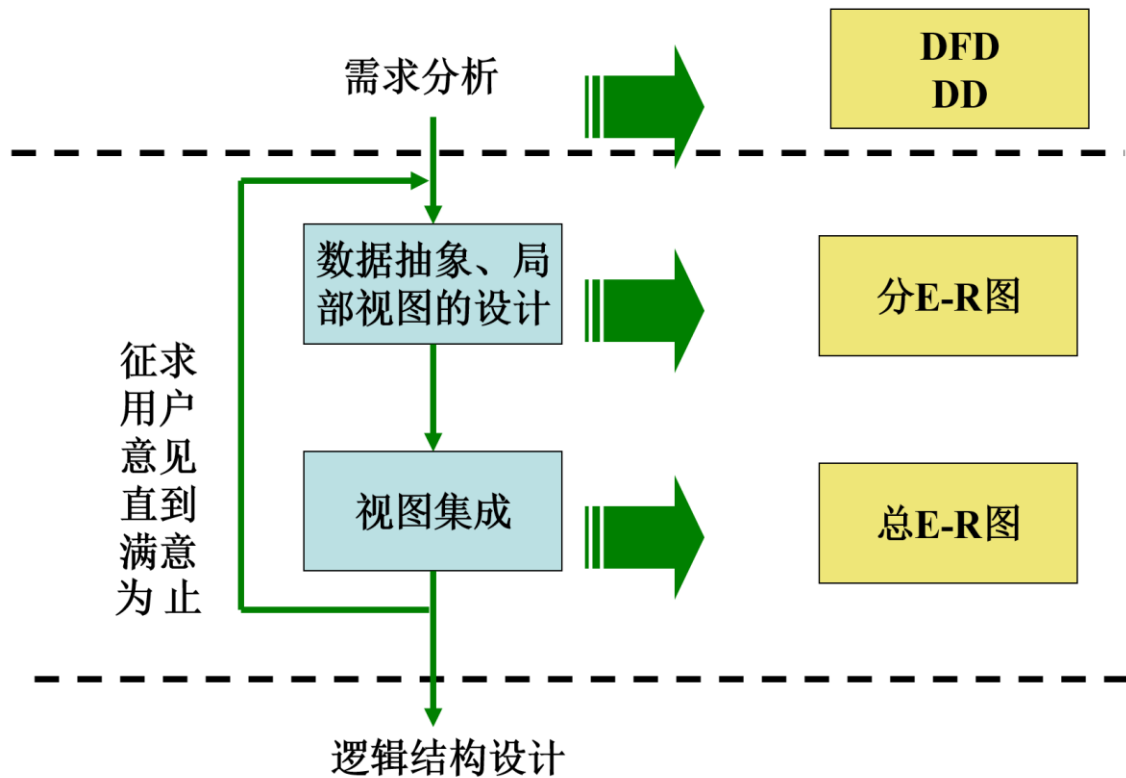 需求分析
DFD
DD
数据抽象、局
部视图的设计
分E-R图
征求
用户
意见
直到
满意
为 止
视图集成
总E-R图
逻辑结构设计